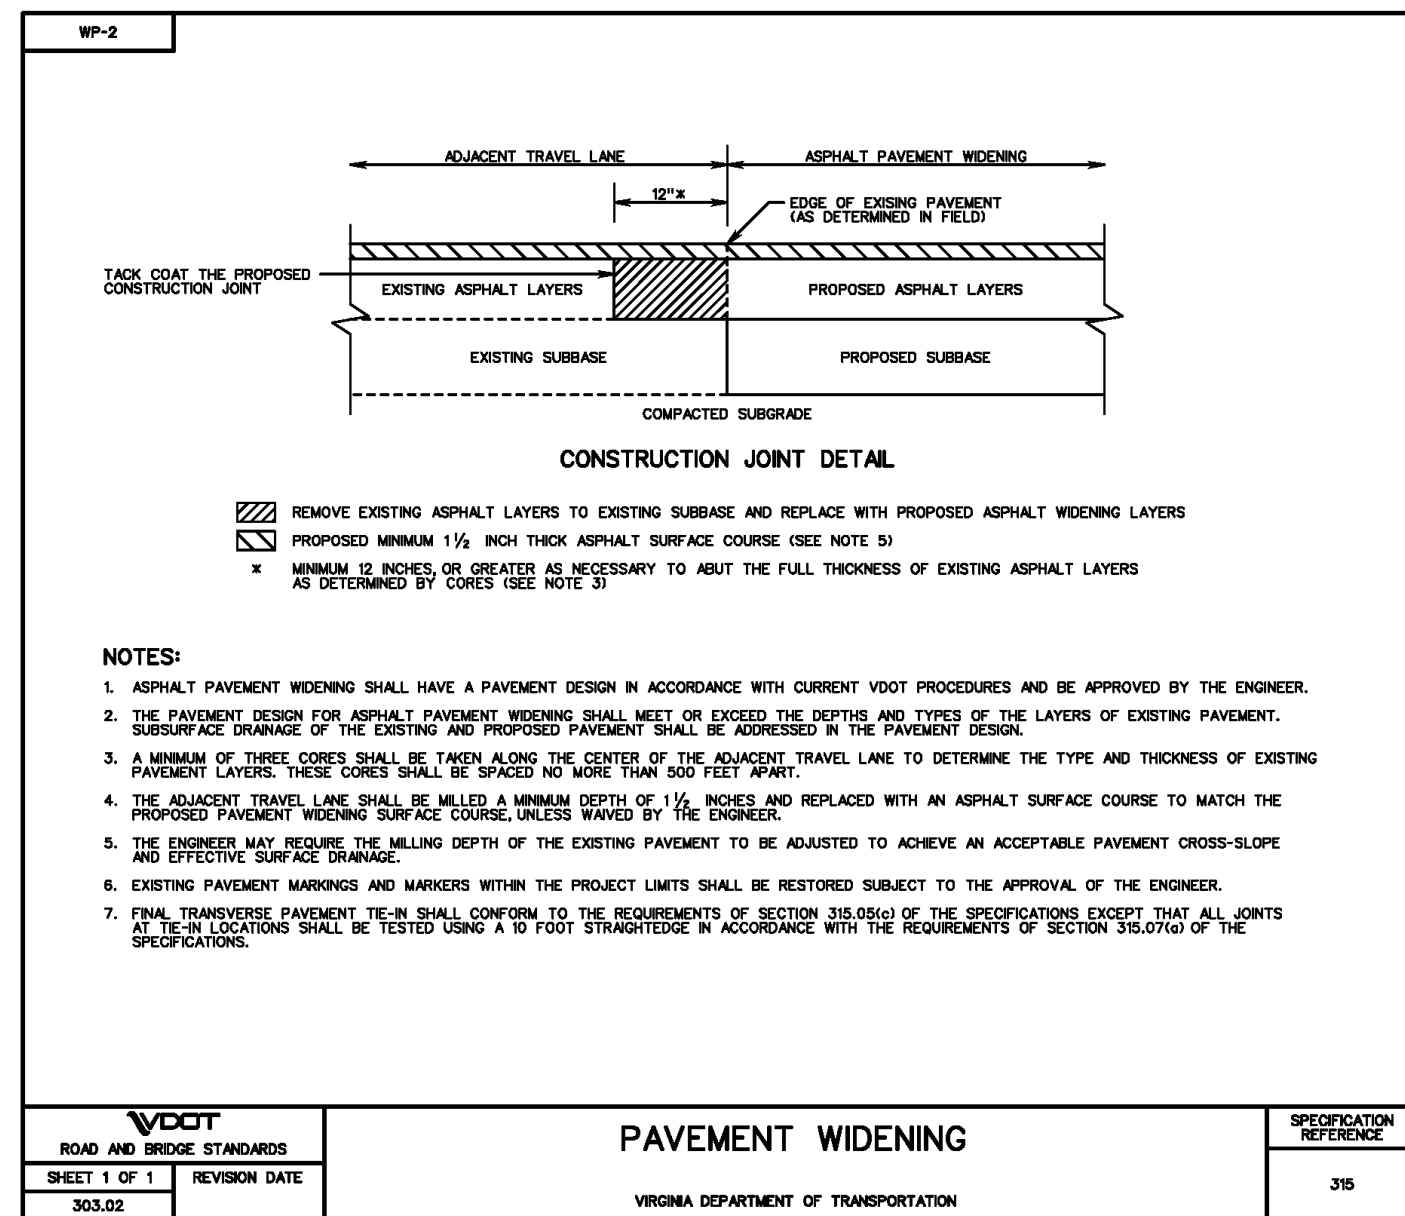 WP-2
ADJACENT TRAVEL LANE
ASPHALT PAVEMENT WIDENING
12"*
EDGE OF EXISING PAVEMENT
(AS DETERMINED IN FIELD)
TACK COAT THE PROPOSED
CONSTRUCTION JOINT
EXISTING ASPHALT LAYERS
PROPOSED ASPHALT LAYERS
EXISTING SUBBASE
PROPOSED SUBBASE
COMPACTED SUBGRADE
CONSTRUCTION JOINT DETAIL
REMOVE EXISTING ASPHALT LAYERS TO EXISTING SUBBASE AND REPLACE WITH PROPOSED ASPHALT WIDENING LAYERS
PROPOSED MINIMUM 1 1/2 INCH THICK ASPHALT SURFACE COURSE (SEE NOTE 5)
* MINIMUM 12 INCHES, OR GREATER AS NECESSARY TO ABUT THE FULL THICKNESS OF EXISTING ASPHALT LAYERS
AS DETERMINED BY CORES (SEE NOTE 3)
NOTES:
1. ASPHALT PAVEMENT WIDENING SHALL HAVE A PAVEMENT DESIGN IN ACCORDANCE WITH CURRENT VDOT PROCEDURES AND BE APPROVED BY THE ENGINEER.
2. THE PAVEMENT DESIGN FOR ASPHALT PAVEMENT WIDENING SHALL MEET OR EXCEED THE DEPTHS AND TYPES OF THE LAYERS OF EXISTING PAVEMENT.
SUBSURFACE DRAINAGE OF THE EXISTING AND PROPOSED PAVEMENT SHALL BE ADDRESSED IN THE PAVEMENT DESIGN.
3. A MINIMUM OF THREE CORES SHALL BE TAKEN ALONG THE CENTER OF THE ADJACENT TRAVEL LANE TO DETERMINE THE TYPE AND THICKNESS OF EXISTING
PAVEMENT LAYERS. THESE CORES SHALL BE SPACED NO MORE THAN 500 FEET APART.
4. THE ADJACENT TRAVEL LANE SHALL BE MILLED A MINIMUM DEPTH OF 1 1/2 INCHES AND REPLACED WITH AN ASPHALT SURFACE COURSE TO MATCH THE
PROPOSED PAVEMENT WIDENING SURFACE COURSE, UNLESS WAIVED BY THE ENGINEER.
5. THE ENGINEER MAY REQUIRE THE MILLING DEPTH OF THE EXISTING PAVEMENT TO BE ADJUSTED TO ACHIEVE AN ACCEPTABLE PAVEMENT CROSS-SLOPE
AND EFFECTIVE SURFACE DRAINAGE.
6. EXISTING PAVEMENT MARKINGS AND MARKERS WITHIN THE PROJECT LIMITS SHALL BE RESTORED SUBJECT TO THE APPROVAL OF THE ENGINEER.
7. FINAL TRANSVERSE PAVEMENT TIE-IN SHALL CONFORM TO THE REQUIREMENTS OF SECTION 315.05(c) OF THE SPECIFICATIONS EXCEPT THAT ALL JOINTS
AT TIE-IN LOCATIONS SHALL BE TESTED USING A 10 FOOT STRAIGHTEDGE IN ACCORDANCE WITH THE REQUIREMENTS OF SECTION 315.07(a) OF THE
SPECIFICATIONS.
VDOT
ROAD AND BRIDGE STANDARDS
SHEET 1 OF 1
REVISION DATE
303.02
PAVEMENT WIDENING
VIRGINIA DEPARTMENT OF TRANSPORTATION
SPECIFICATION
REFERENCE
315